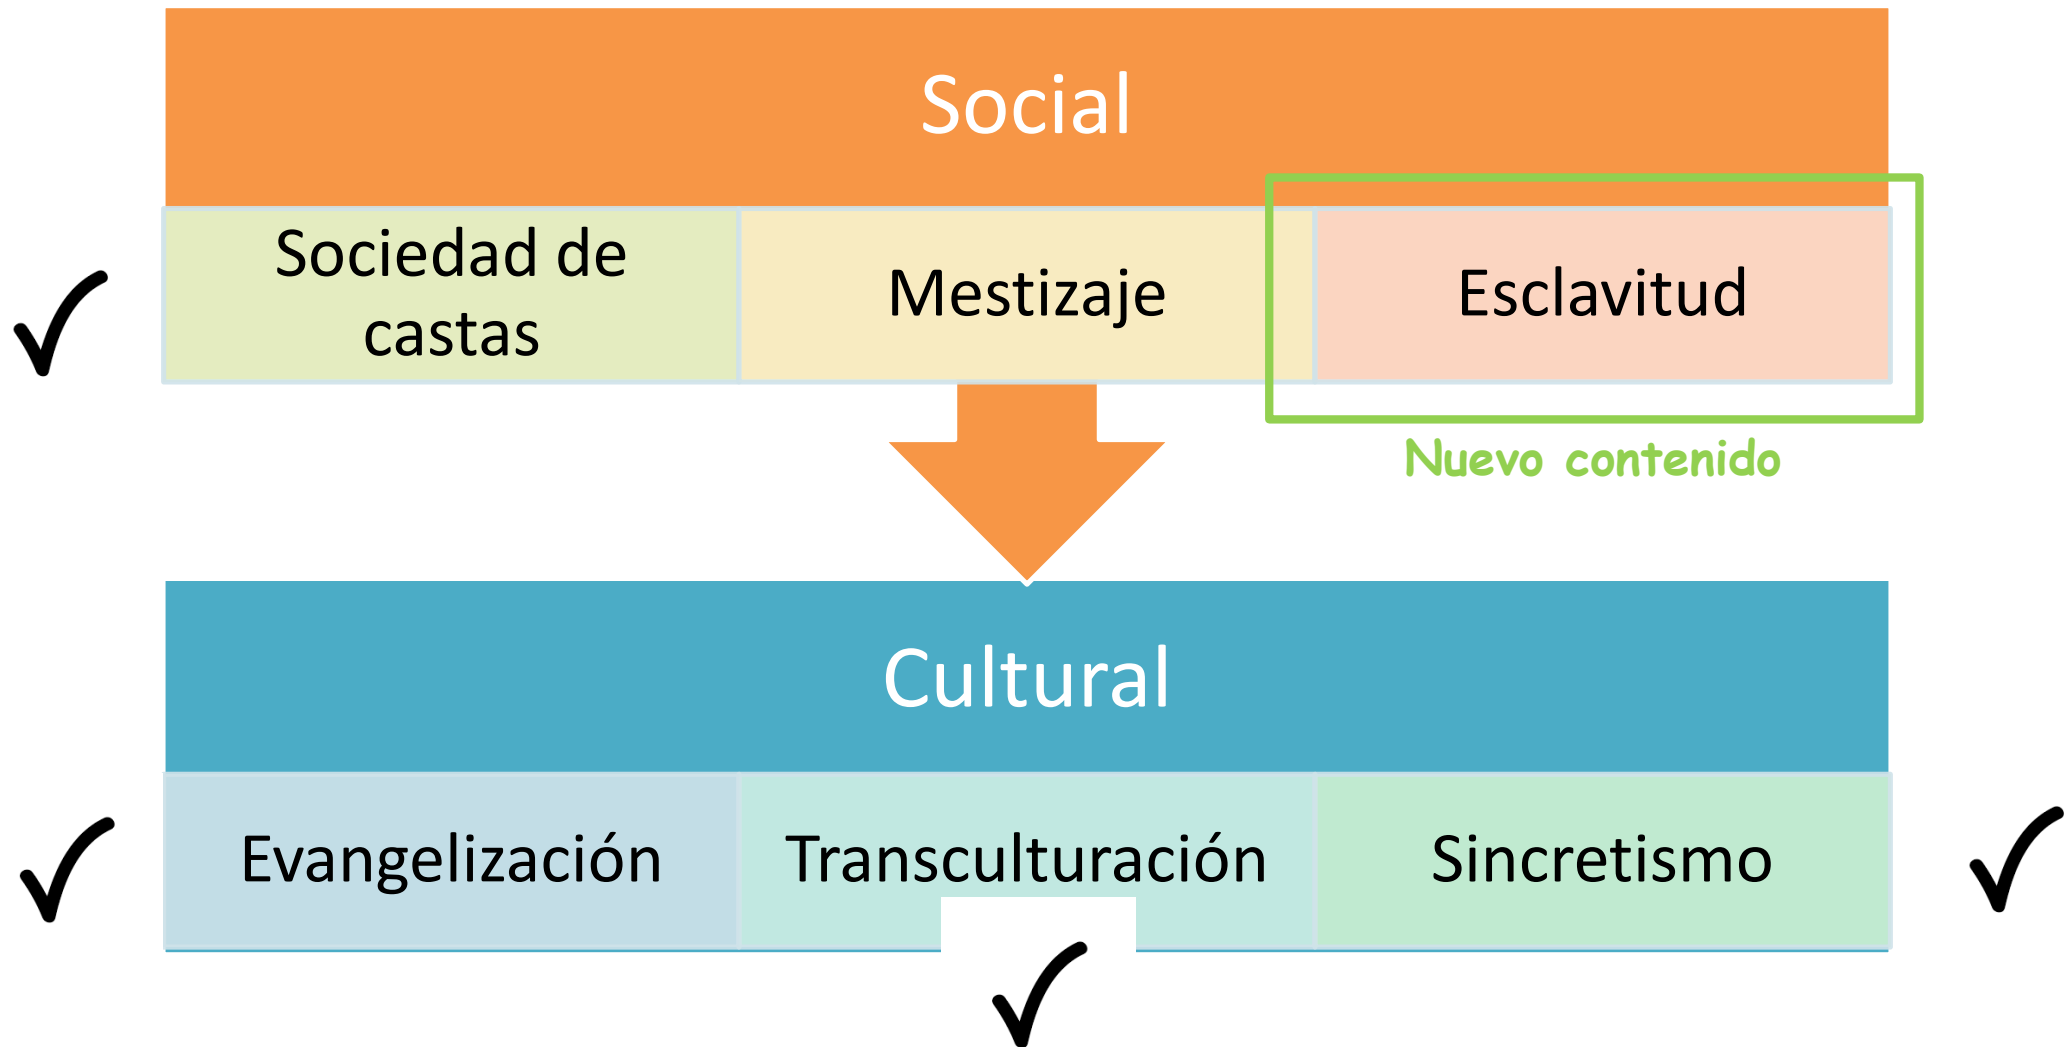 Social
Sociedad de
castas
Mestizaje
Esclavitud
Nuevo contenido
Cultural
Evangelización
Transculturación
Sincretismo